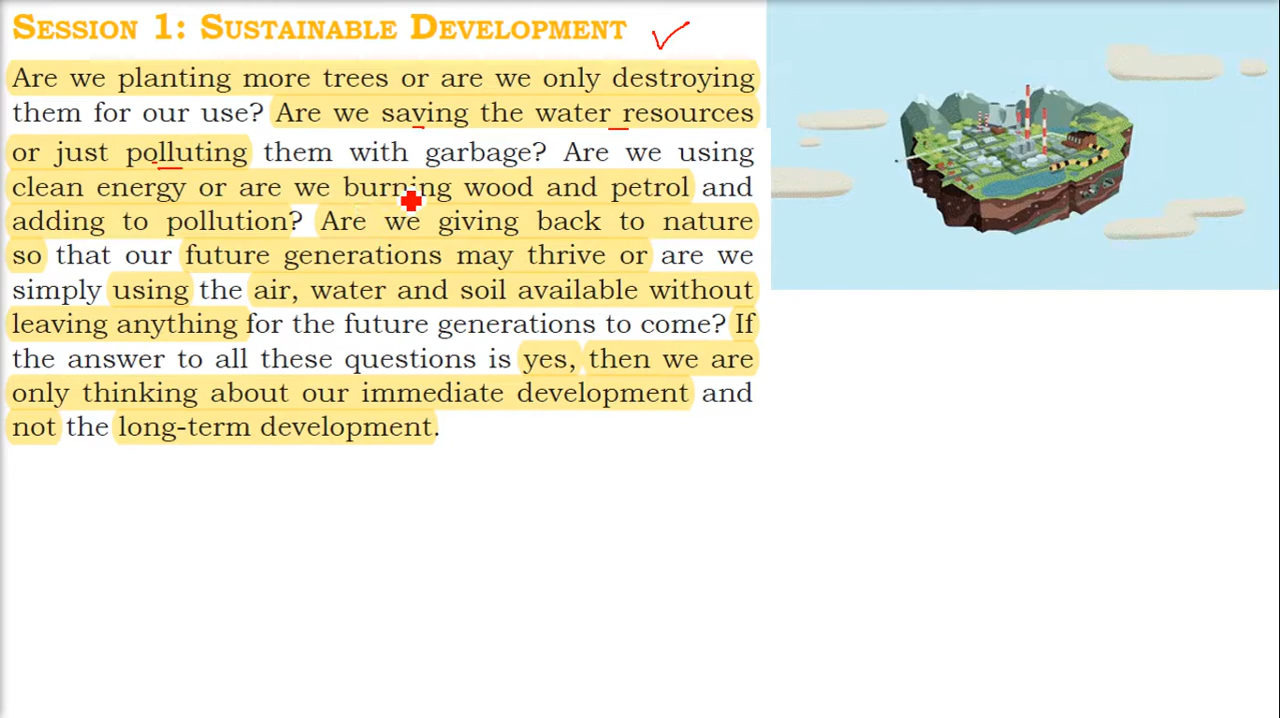 SESSION 1: SUSTAINABLE DEVELOPMENT
Are we planting more trees or are we only destroying
them for our use? Are we saving the water resources
or just polluting them with garbage? Are we using
clean energy or are we burning wood and petrol and
adding to pollution? Are we giving back to nature
so that our future generations may thrive or are we
simply using the air, water and soil available without
leaving anything for the future generations to come? If
the answer to all these questions is yes, then we are
only thinking about our immediate development and
not the long-term development.